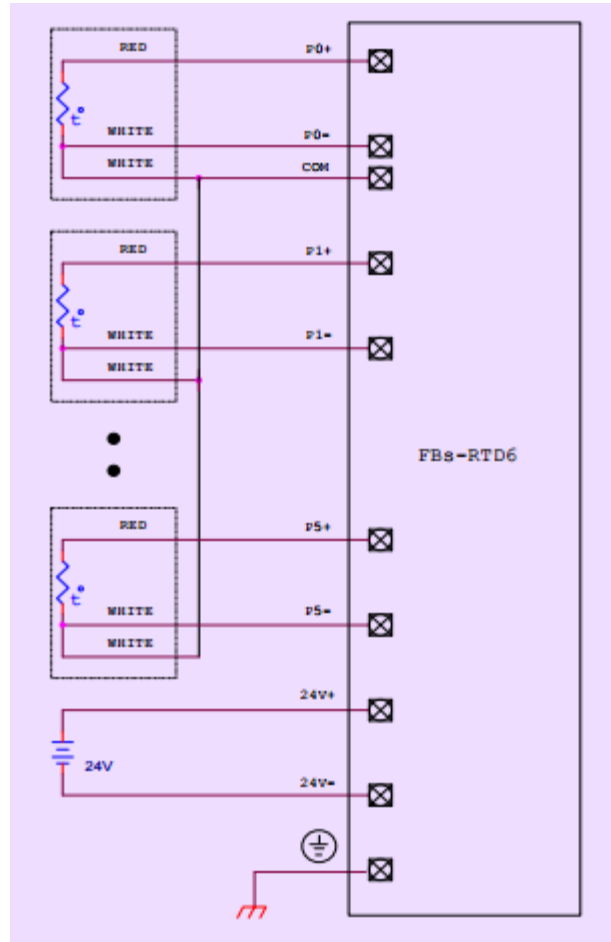 RED
P0+
t°
WHITE
P0-
WHITE
COM
RED
P1+
t°
WHITE
P1-
WHITE
FBs-RTD6
RED
P5+
t°
WHITE
P5-
WHITE
24V+
24V
24V-